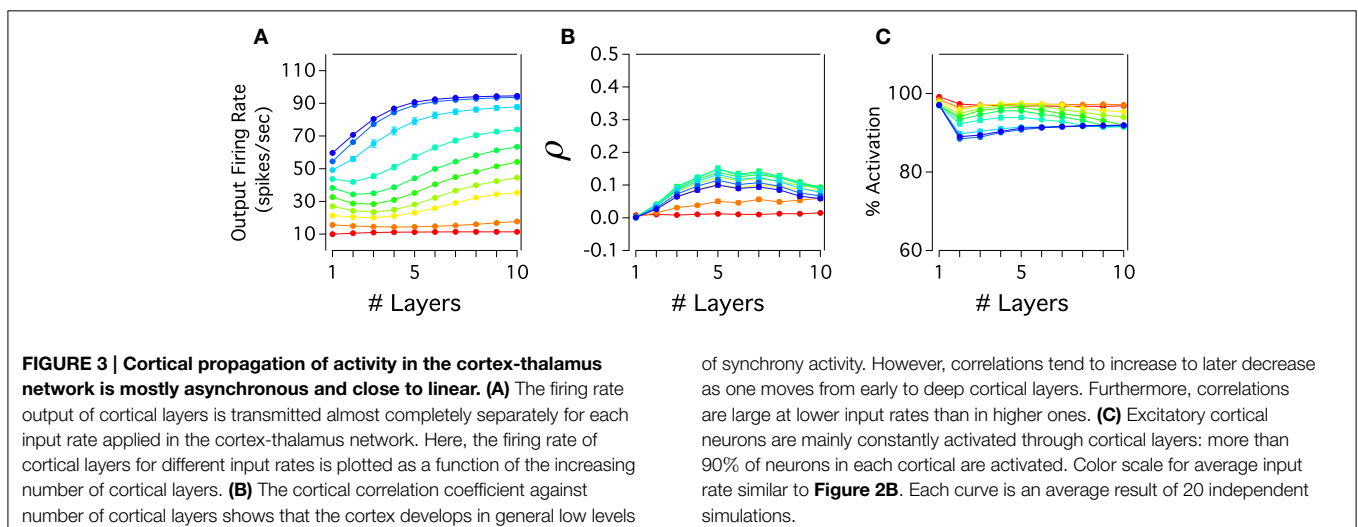 A
B
C
Output Firing Rate
(spikes/sec)
110
90
70
50
30
10
1
5
10
# Layers
ρ
0.5
0.4
0.3
0.2
0.1
0.0
-0.1
1
5
10
# Layers
% Activation
100
80
60
1
5
10
# Layers
FIGURE 3 | Cortical propagation of activity in the cortex-thalamus
network is mostly asynchronous and close to linear. (A) The firing rate
output of cortical layers is transmitted almost completely separately for each
input rate applied in the cortex-thalamus network. Here, the firing rate of
cortical layers for different input rates is plotted as a function of the increasing
number of cortical layers. (B) The cortical correlation coefficient against
number of cortical layers shows that the cortex develops in general low levels
of synchrony activity. However, correlations tend to increase to later decrease
as one moves from early to deep cortical layers. Furthermore, correlations
are large at lower input rates than in higher ones. (C) Excitatory cortical
neurons are mainly constantly activated through cortical layers: more than
90% of neurons in each cortical are activated. Color scale for average input
rate similar to Figure 2B. Each curve is an average result of 20 independent
simulations.